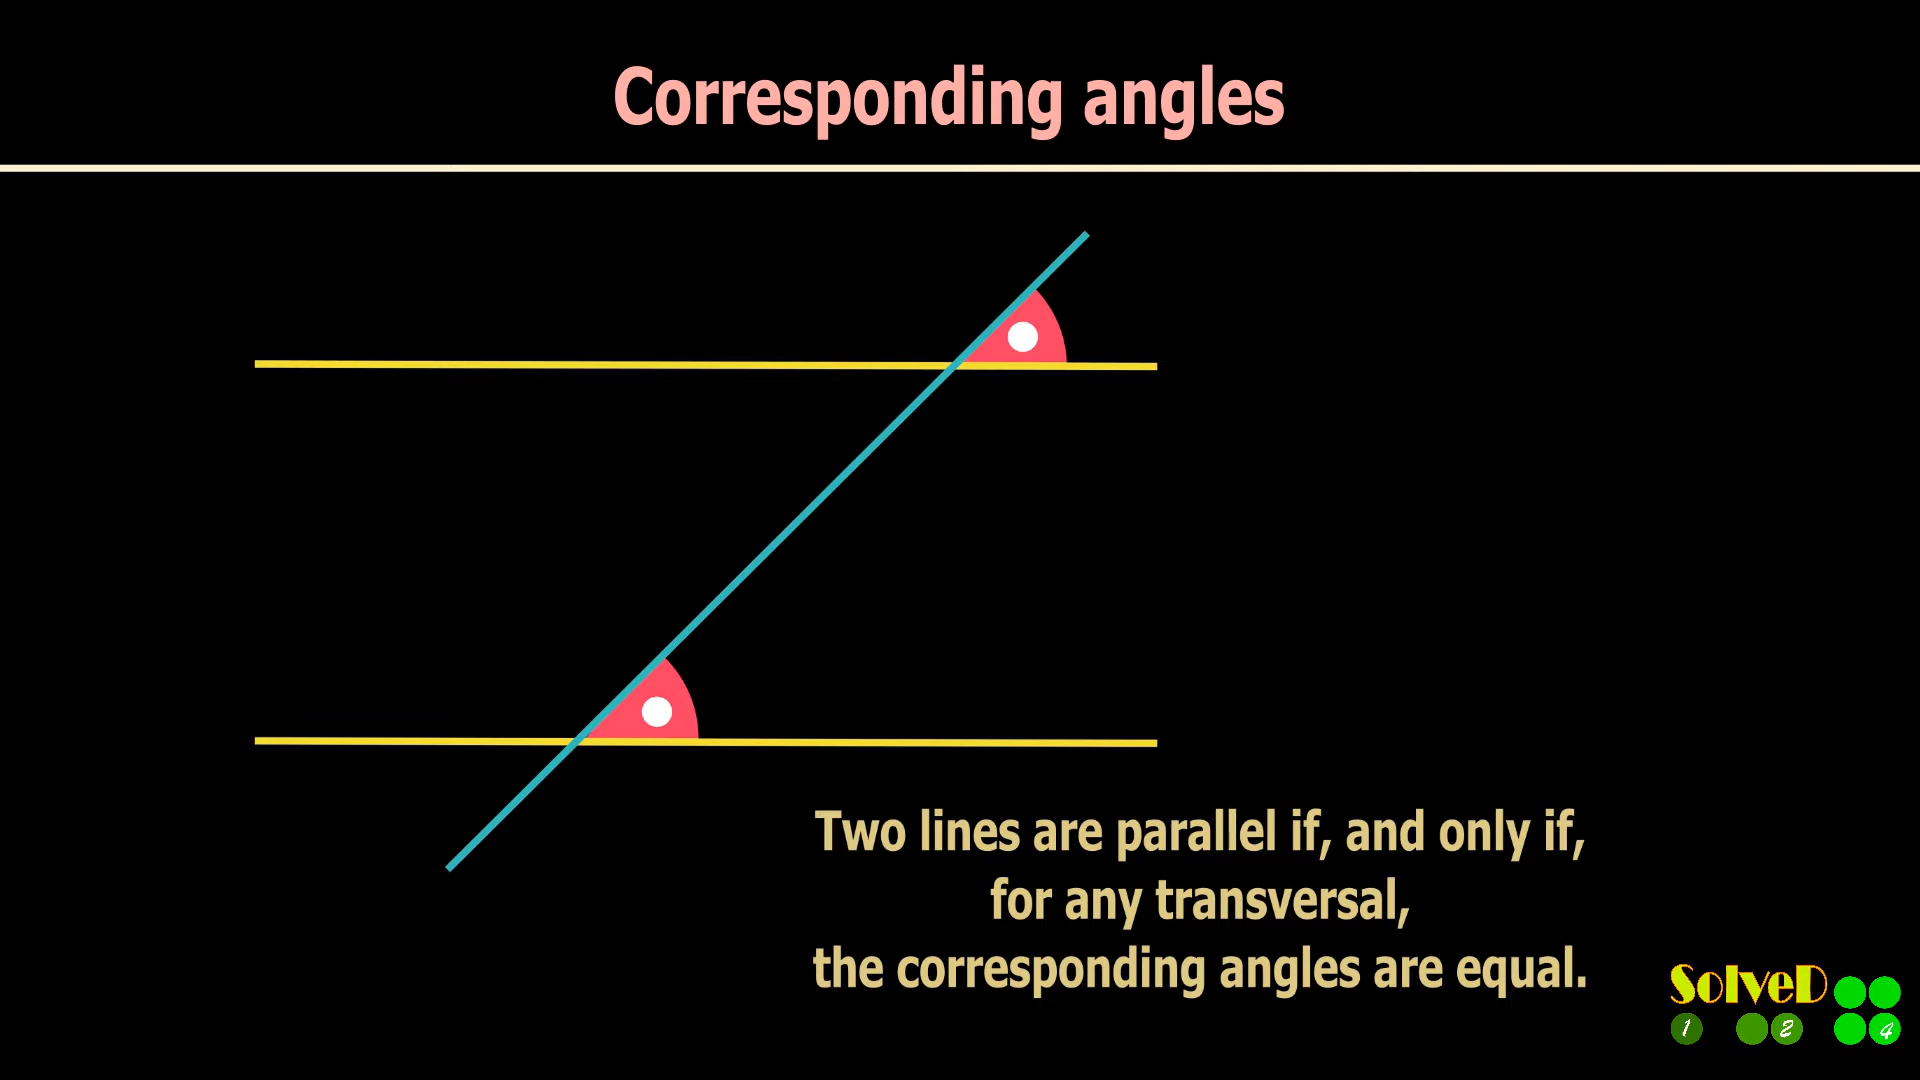 Corresponding angles
Two lines are parallel if, and only if,
for any transversal,
the corresponding angles are equal.
SolveD
1 2 4